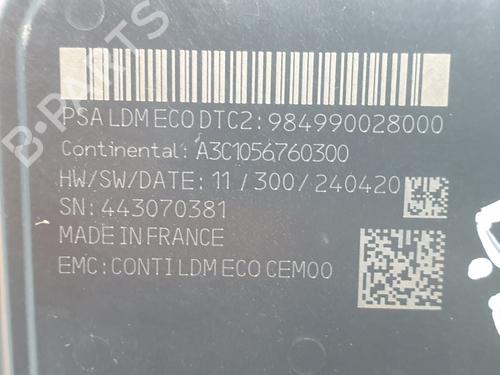 B-PARTS
PSA LDM ECO DTC2: 984990028000
Continental: A3C1056760300
HW/SW/DATE: 11 / 300 / 240420
SN: 443070381
MADE IN FRANCE
EMC: CONTI LDM ECO CEM00